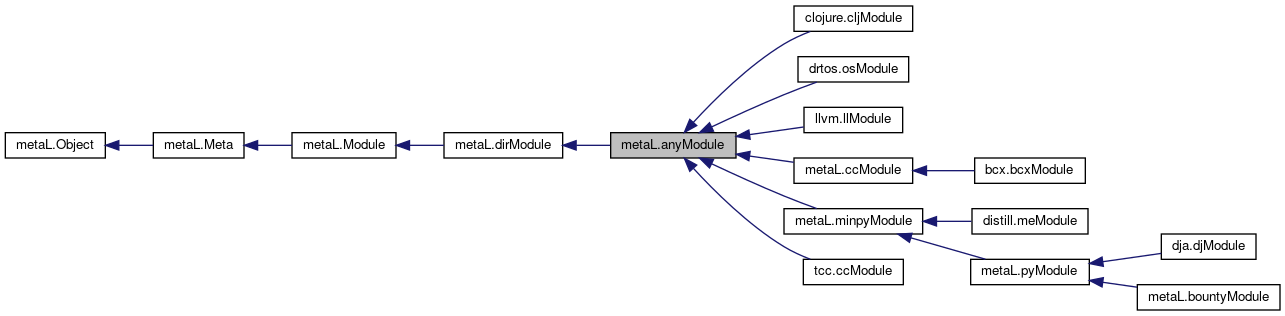 metaL.Object
metaL.Meta
metaL.Module
metaL.dirModule
metaL.anyModule
clojure.cljModule
drtos.osModule
llvm.llModule
metaL.ccModule
bcx.bcxModule
metaL.minpyModule
distill.meModule
tcc.ccModule
metaL.pyModule
dja.djModule
metaL.bountyModule